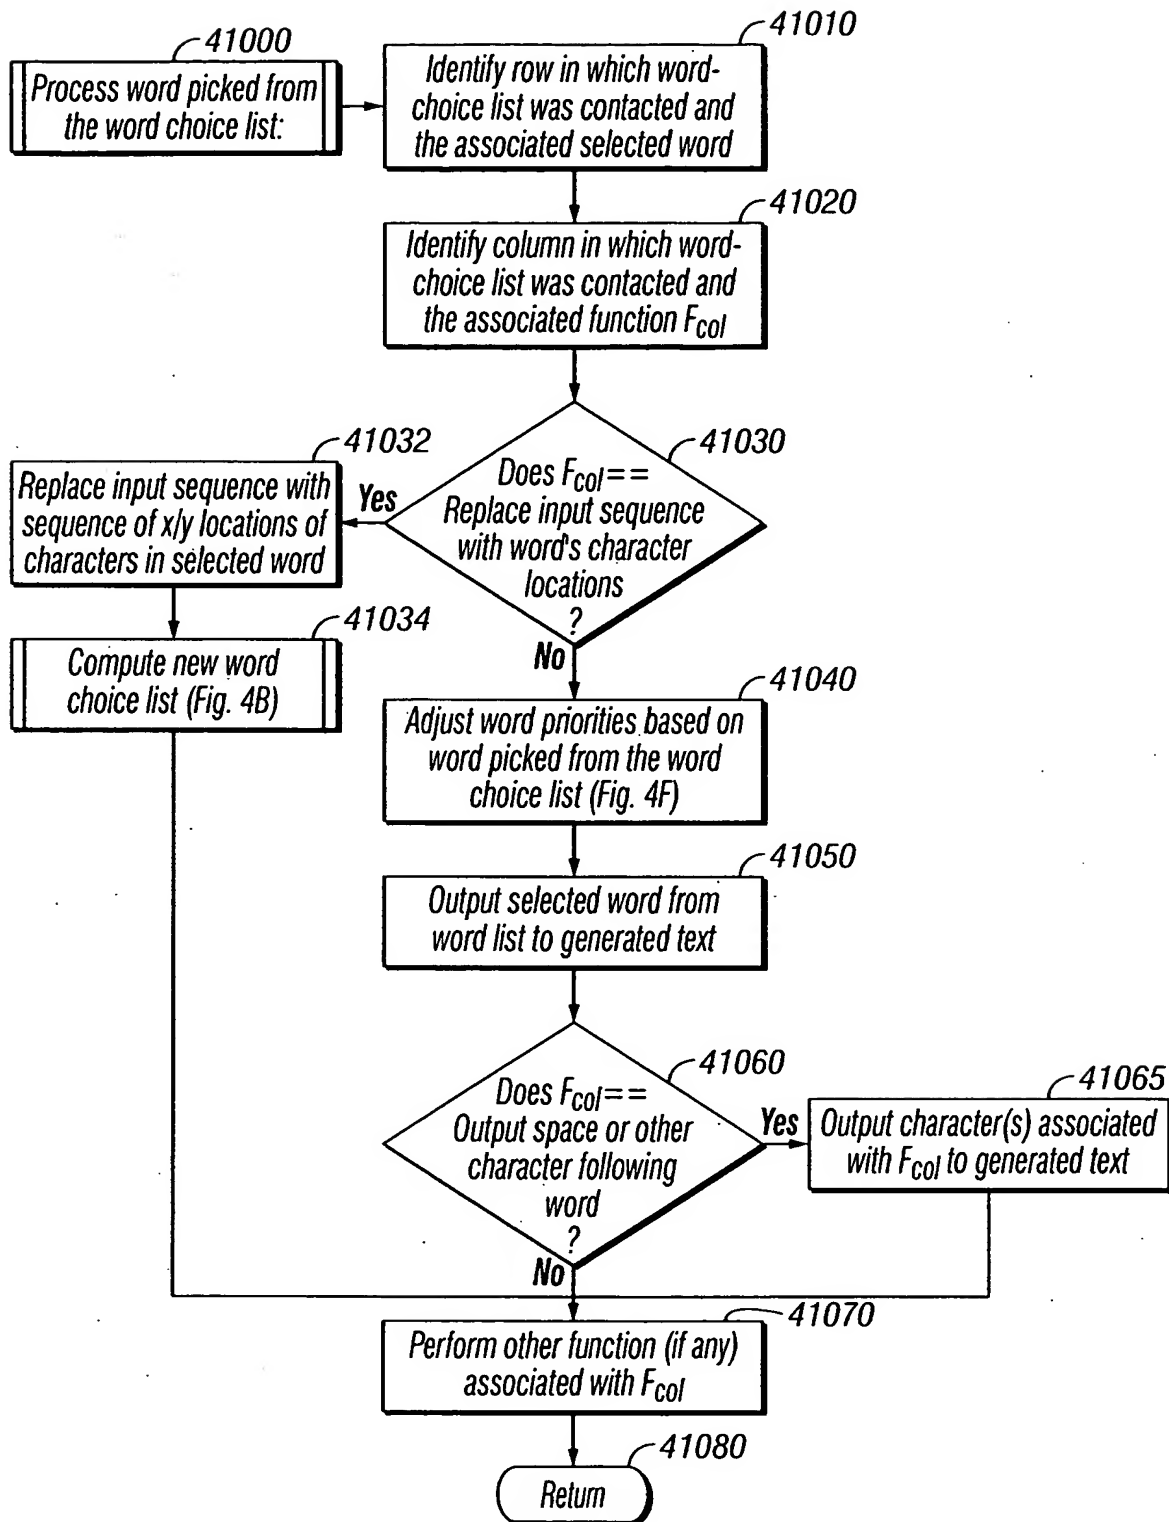 41000
Process word picked from
the word choice list:
41010
Identify row in which word-
choice list was contacted and
the associated selected word
41020
Identify column in which word-
choice list was contacted and
the associated function Fcol
41030
Does Fcol==
Replace input sequence
with word's character
locations
?
Yes
No
41032
Replace input sequence with
sequence of x/y locations of
characters in selected word
41034
Compute new word
choice list (Fig. 4B)
41040
Adjust word priorities based on
word picked from the word
choice list (Fig. 4F)
41050
Output selected word from
word list to generated text
41060
Does Fcol==
Output space or other
character following
word
?
Yes
No
41065
Output character(s) associated
with Fcol to generated text
41070
Perform other function (if any)
associated with Fcol
41080
Return